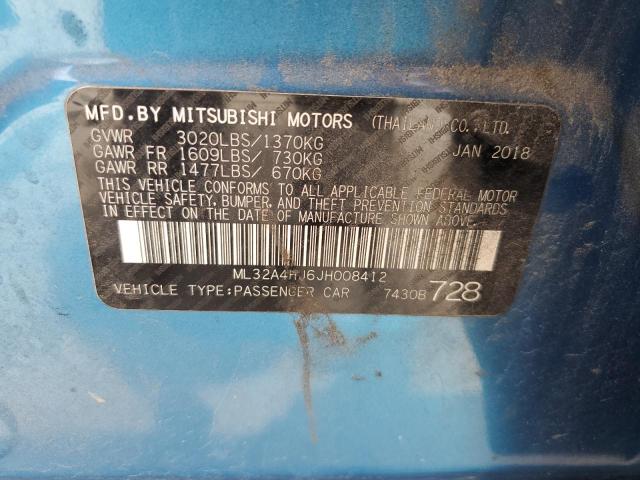 MFD.BY MITSUBISHI MOTORS (THAILAND) CO.,LTD.
GVWR 3020LBS/1370KG JAN 2018
GAWR FR 1609LBS/ 730KG
GAWR RR 1477LBS/ 670KG
THIS VEHICLE CONFORMS TO ALL APPLICABLE FEDERAL MOTOR
VEHICLE SAFETY, BUMPER, AND THEFT PREVENTION STANDARDS
IN EFFECT ON THE DATE OF MANUFACTURE SHOWN ABOVE.
ML32A4HJ6JH008412
VEHICLE TYPE:PASSENGER CAR 7430B 728